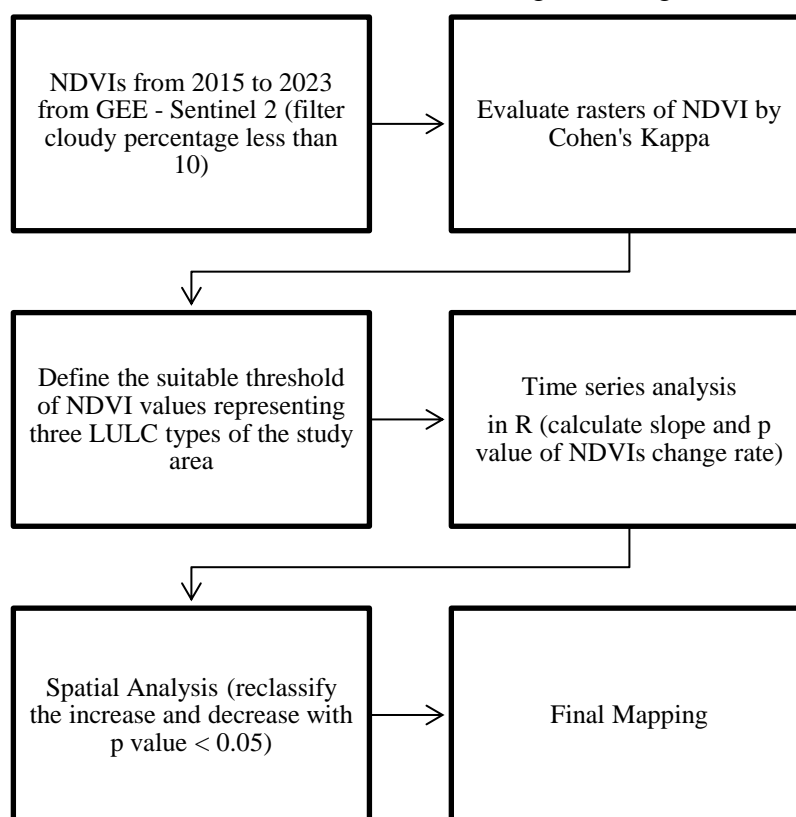 NDVIs from 2015 to 2023
from GEE - Sentinel 2 (filter
cloudy percentage less than
10)
Evaluate rasters of NDVI by
Cohen's Kappa
Define the suitable threshold
of NDVI values representing
three LULC types of the study
area
Time series analysis
in R (calculate slope and p
value of NDVIs change rate)
Spatial Analysis (reclassify
the increase and decrease with
p value < 0.05)
Final Mapping